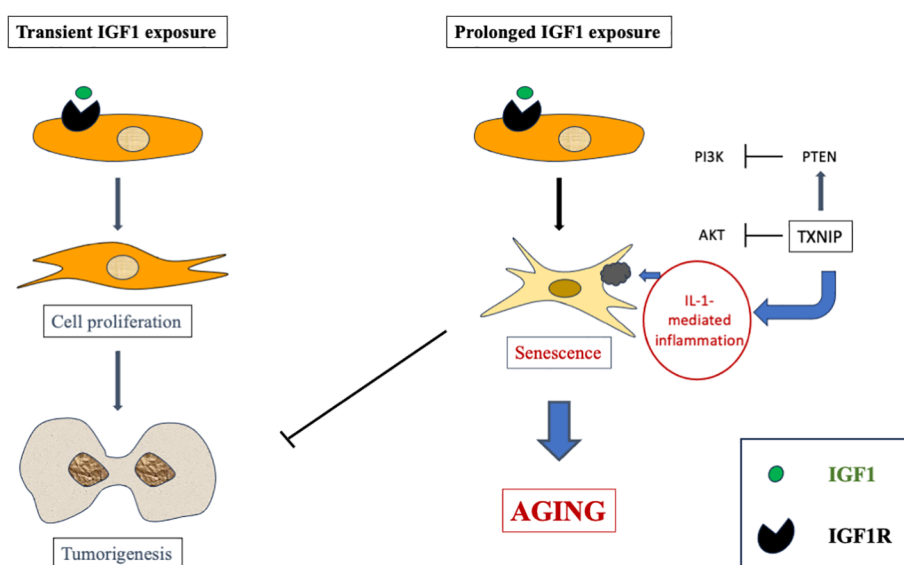 Transient IGF1 exposure
Prolonged IGF1 exposure
PI3K
PTEN
AKT
TXNIP
Cell proliferation
IL-1-
mediated
inflammation
Senescence
Tumorigenesis
AGING
IGF1
IGF1R